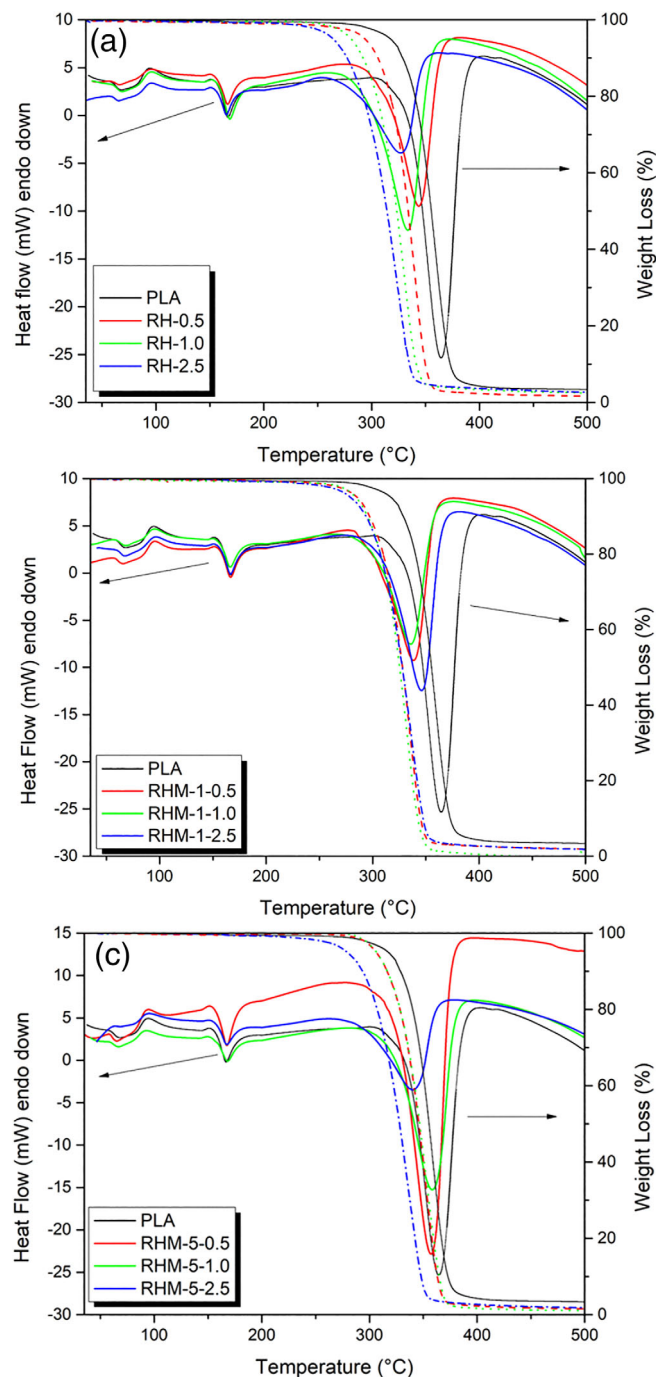 (a)
10
5
0
-5
-10
-15
-20
-25
-30
Heat flow (mW) endo down
PLA
RH-0.5
RH-1.0
RH-2.5
100
80
60
40
20
0
Weight Loss (%)
100 200 300 400 500
Temperature (°C)
10
5
0
-5
-10
-15
-20
-25
-30
Heat Flow (mW) endo down
PLA
RHM-1-0.5
RHM-1-1.0
RHM-1-2.5
100
80
60
40
20
0
Weight Loss (%)
100 200 300 400 500
Temperature (°C)
(c)
15
10
5
0
-5
-10
-15
-20
-25
-30
Heat Flow (mW) endo down
PLA
RHM-5-0.5
RHM-5-1.0
RHM-5-2.5
100
80
60
40
20
0
Weight Loss (%)
100 200 300 400 500
Temperature (°C)